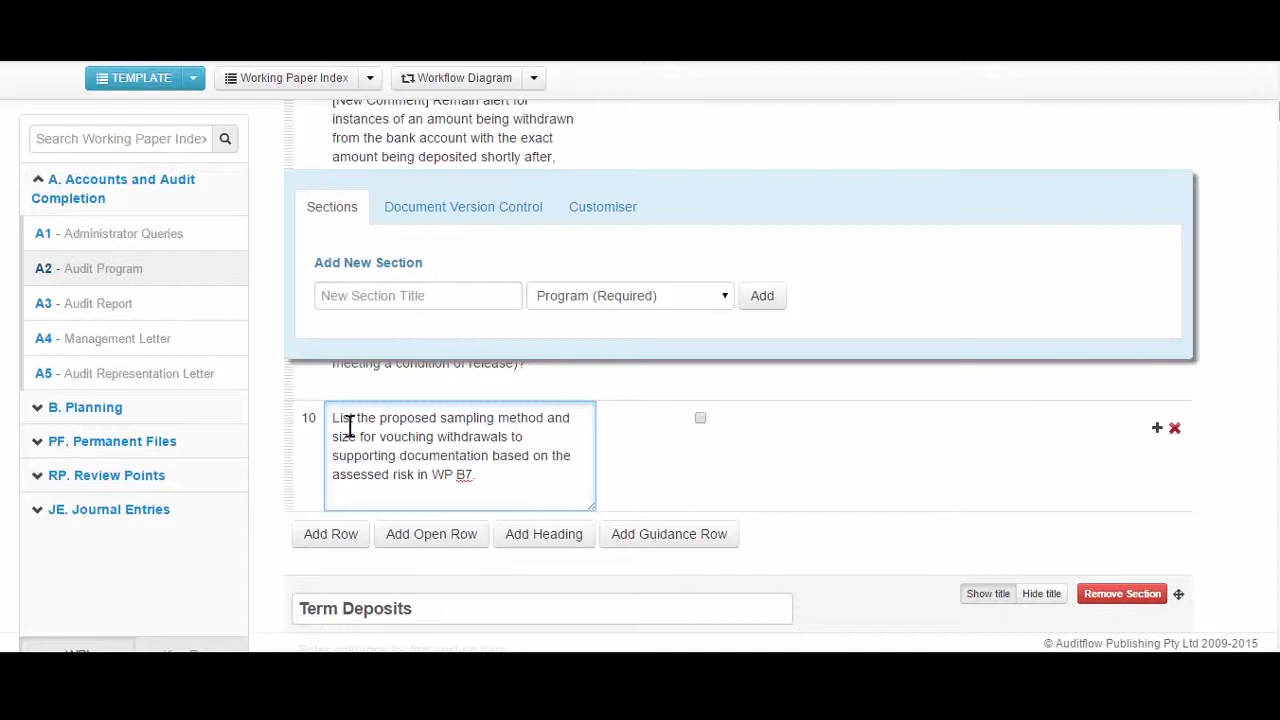 TEMPLATE
Working Paper Index
Workflow Diagram
Search Working Paper Index
A. Accounts and Audit
Completion
A1 - Administrator Queries
A2 - Audit Program
A3 - Audit Report
A4 - Management Letter
A5 - Audit Representation Letter
B. Planning
PF. Permanent Files
RP. Review Points
JE. Journal Entries
[New Comment] Remain alert for
instances of an amount being withdrawn
from the bank account with the exact
amount being deposited shortly after.
Sections
Document Version Control
Customiser
Add New Section
New Section Title
Program (Required)
Add
meeting a condition of release)?
10
List the proposed sampling method and
size for vouching withdrawals to
supporting documentation based on the
assessed risk in
Add Row
Add Open Row
Add Heading
Add Guidance Row
Show title
Hide title
Remove Section
Term Deposits
© Auditflow Publishing Pty Ltd 2009-2015